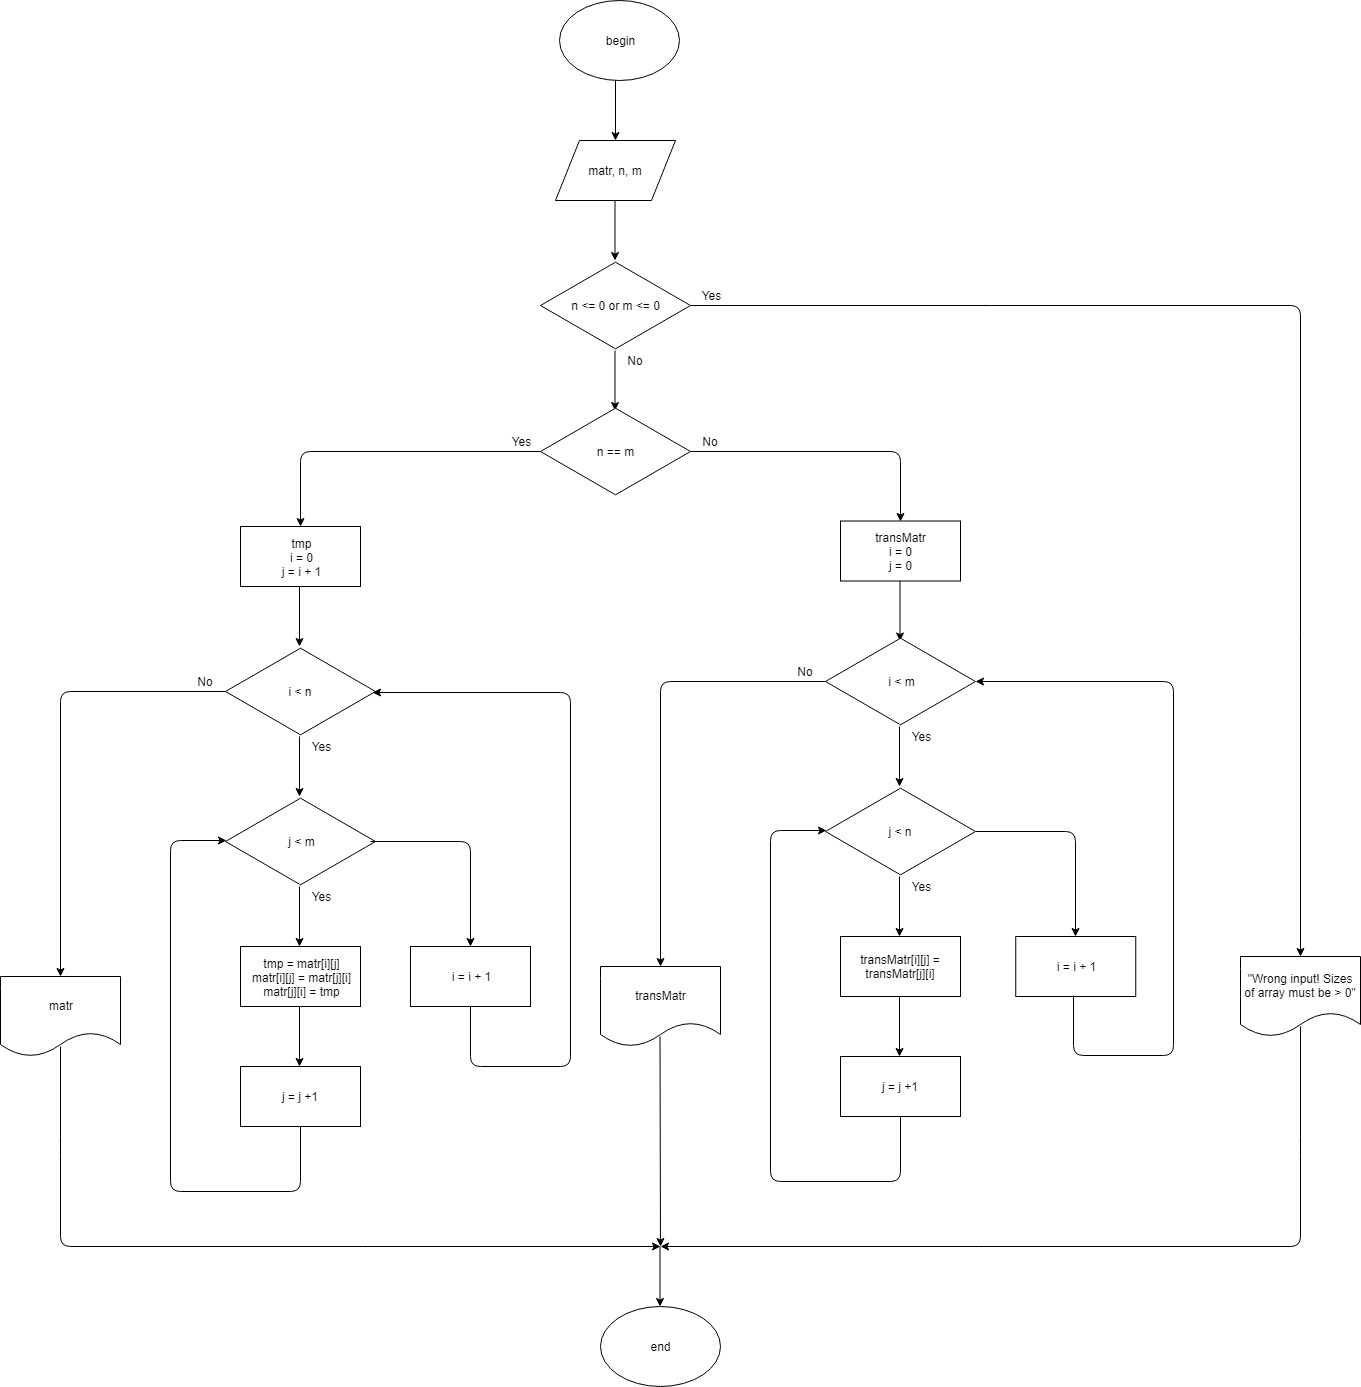 begin
matr, n, m
n <= 0 or m <= 0
Yes
No
n == m
Yes
No
tmp
i = 0
j = i + 1
transMatr
i = 0
j = 0
i < n
No
Yes
i < m
No
Yes
j < m
Yes
j < n
Yes
tmp = matr[i][j]
matr[i][j] = matr[j][i]
matr[j][i] = tmp
i = i + 1
transMatr[i][j] =
transMatr[j][i]
i = i + 1
matr
transMatr
"Wrong input! Sizes
of array must be > 0"
j = j +1
j = j +1
end